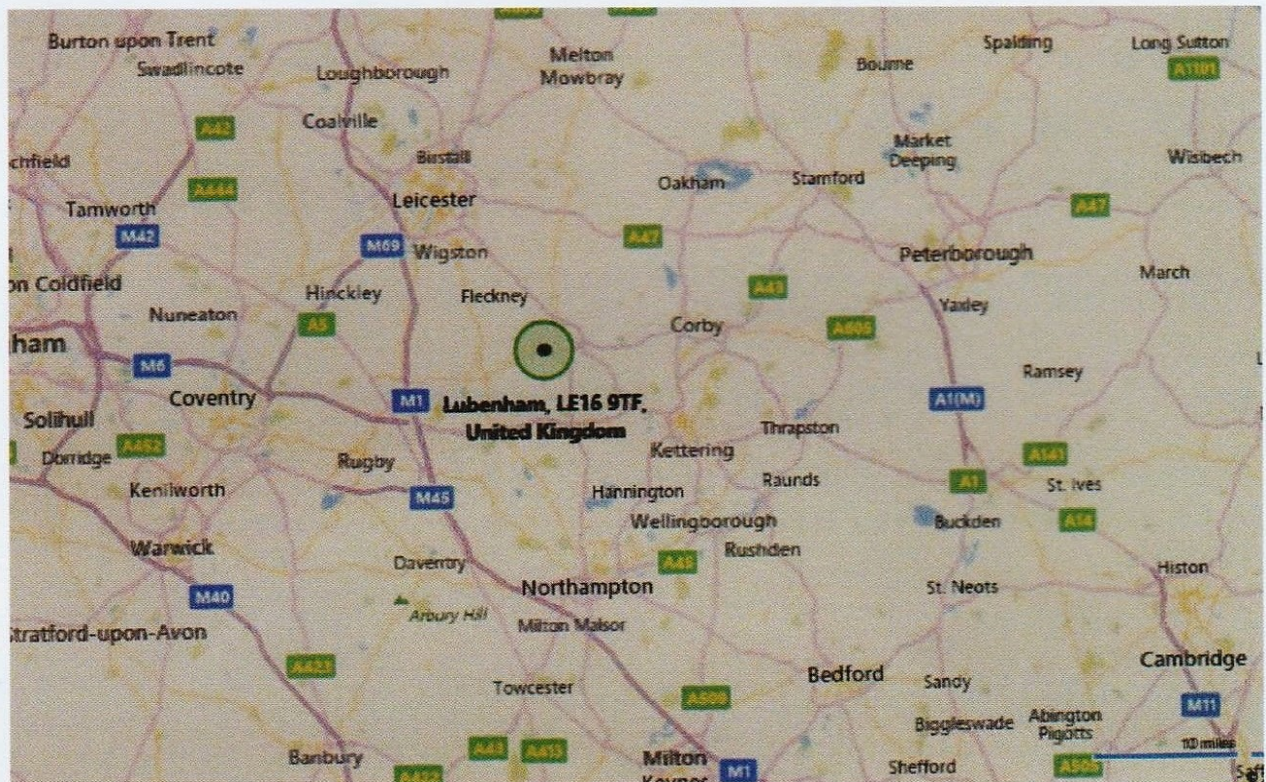 Burton upon Trent
Swadlincote
Loughborough
Melton
Mowbray
Bourne
Spalding
Long Sutton
A1101
A42
Coalville
Birstall
Market
Deeping
Wisbech
chfield
A444
Leicester
Oakham
Stamford
A47
Tamworth
M42
M69
Wigston
A47
Peterborough
March
on Coldfield
Hinckley
Fleckney
A43
Yaxley
Nuneaton
A5
Corby
A605
ham
M6
Ramsey
Coventry
M1
Lubenham, LE16 9TF,
United Kingdom
A1(M)
Solihull
A452
Thrapston
Dorridge
Rugby
Kettering
A141
Kenilworth
M45
Hannington
Raunds
A1
St. Ives
Wellingborough
Buckden
A14
Warwick
Daventry
A45
Rushden
M40
Northampton
St. Neots
Histon
Arbury Hill
Milton Malsor
Stratford-upon-Avon
A423
Towcester
A509
Bedford
Sandy
Cambridge
M11
Biggleswade
Abington
Pigotts
Banbury
A43
A413
Milton
Keynes
M1
Shefford
A505
10 miles
A422